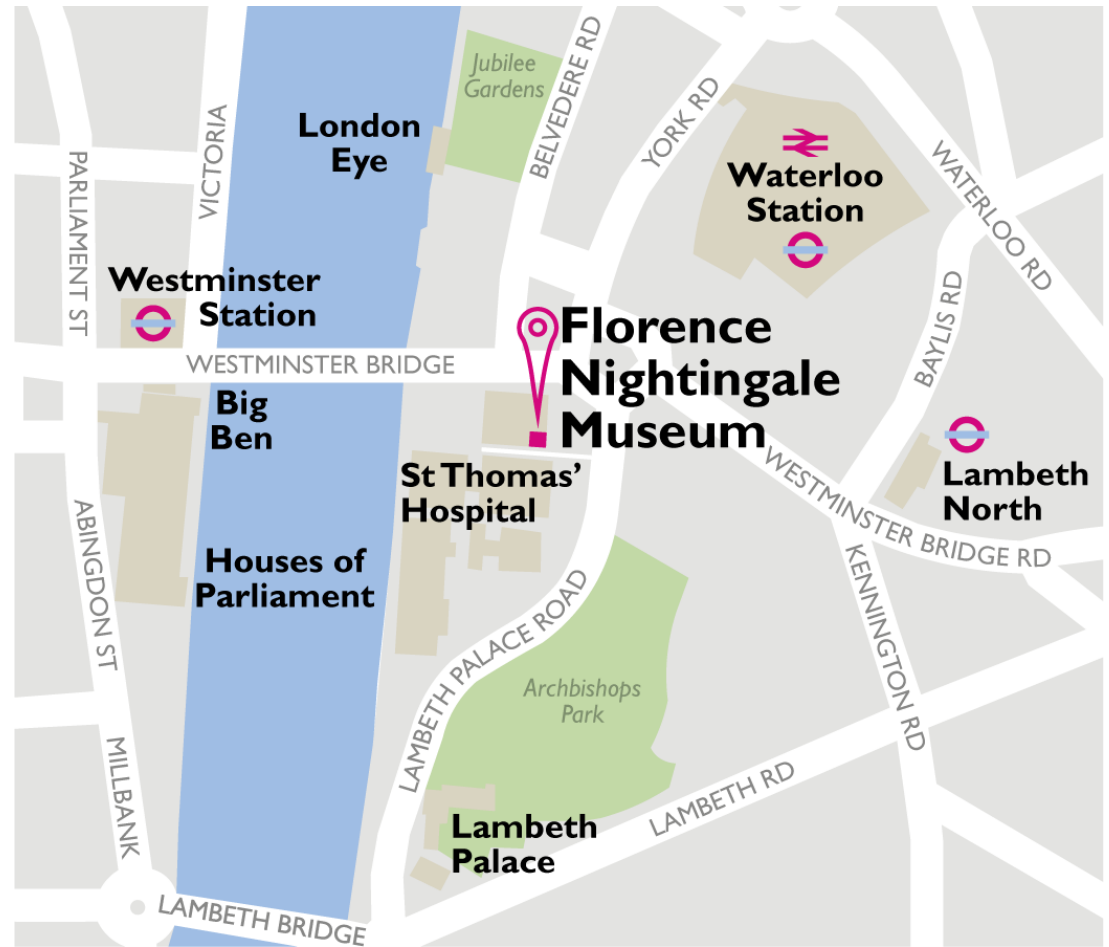 Jubilee
Gardens
BELVEDERE RD
YORK RD
London
Eye
VICTORIA
PARLIAMENT ST
Waterloo
Station
WATERLOO RD
Westminster
Station
BAYLIS RD
Florence
Nightingale
Museum
WESTMINSTER BRIDGE
Big
Ben
St Thomas’
Hospital
WESTMINSTER BRIDGE RD
Lambeth
North
ABINGDON ST
Houses of
Parliament
KENNINGTON RD
LAMBETH PALACE ROAD
Archbishops
Park
MILLBANK
LAMBETH RD
Lambeth
Palace
LAMBETH BRIDGE